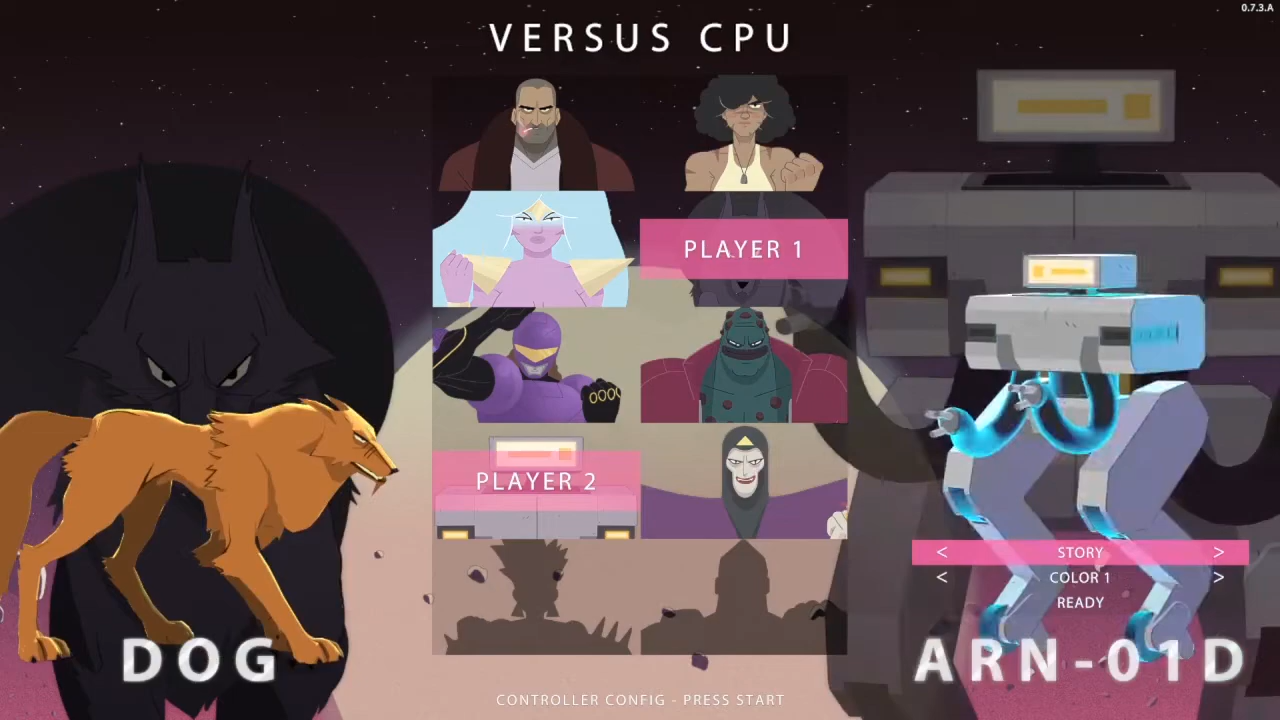 0.7.3.A
VERSUS CPU
PLAYER 1
PLAYER 2
< STORY >
< COLOR 1 >
READY
DOG
ARN-01D
CONTROLLER CONFIG - PRESS START